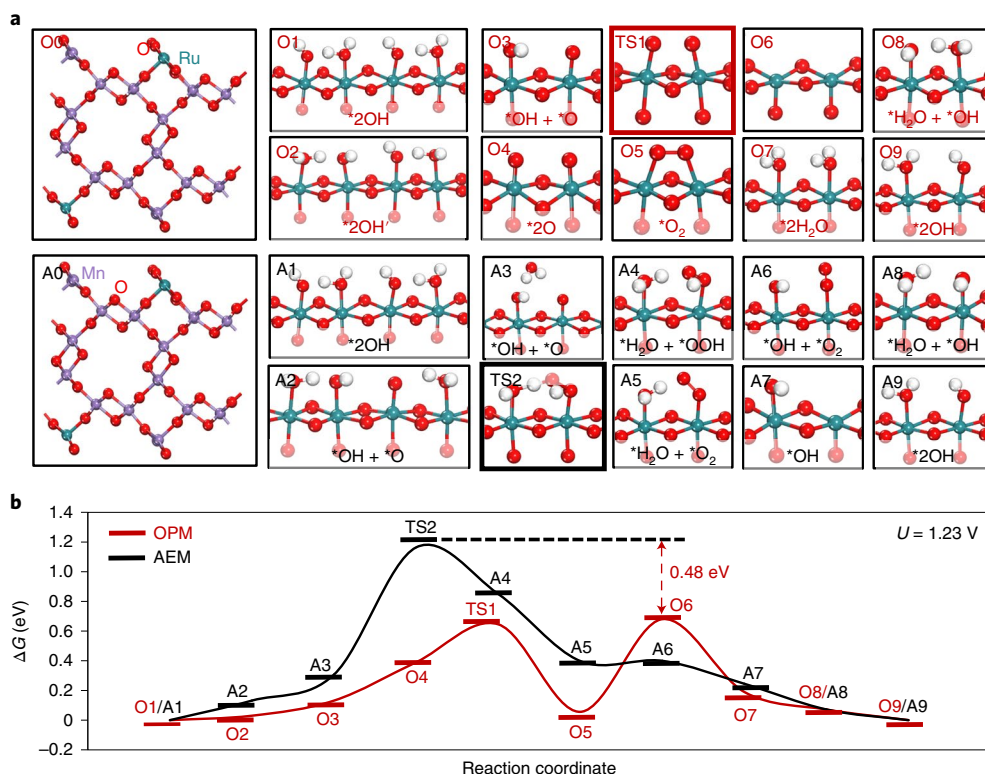 a
O0
O
Ru
O1
*2OH
O3
*OH + *O
TS1
O6
O8
*H₂O + *OH
O2
*2OH′
O4
*2O
O5
*O₂
O7
*2H₂O
O9
*2OH
A0
Mn
O
A1
*2OH
A3
*OH + *O
A4
*H₂O + *OOH
A6
*OH + *O₂
A8
*H₂O + *OH
A2
*OH + *O
TS2
A5
*H₂O + *O₂
A7
*OH
A9
*2OH
b
1.4
1.2
1.0
0.8
0.6
0.4
0.2
0
−0.2
ΔG (eV)
OPM
AEM
U = 1.23 V
TS2
0.48 eV
A4
TS1
O6
A3
O4
A5
A6
A7
O1/A1
A2
O2
O3
O5
O7
O8/A8
O9/A9
Reaction coordinate